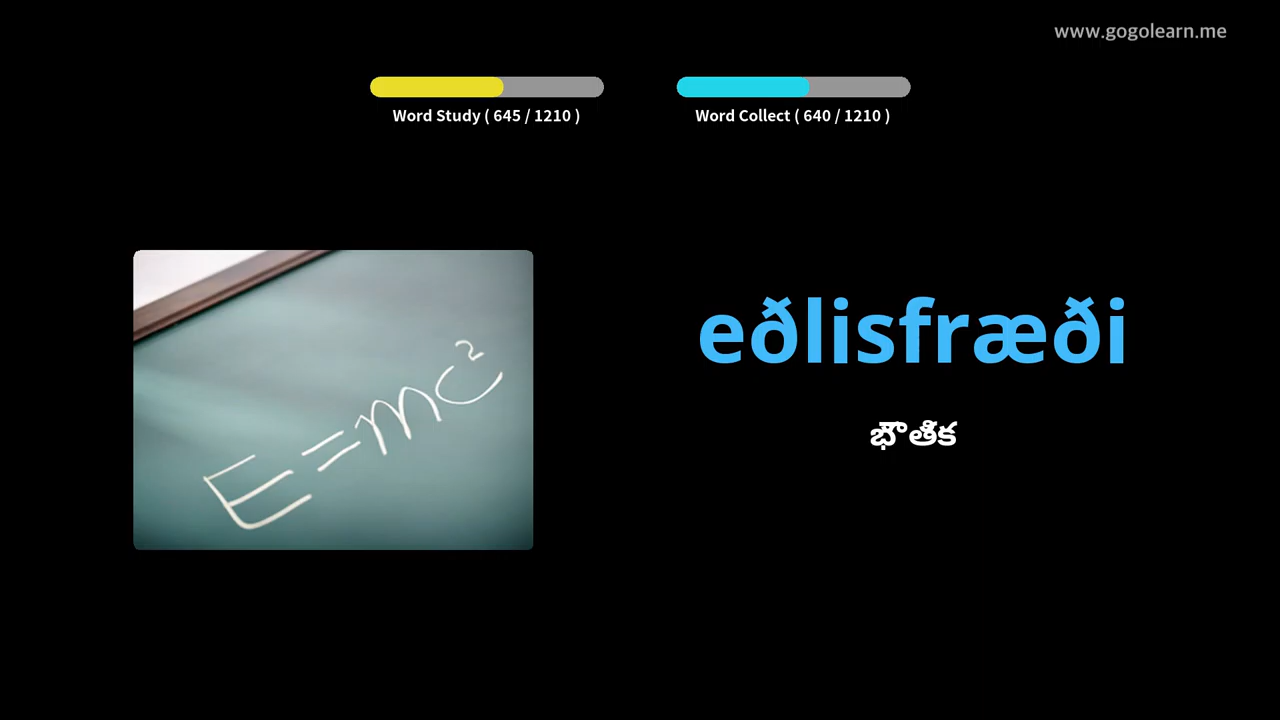 www.gogolearn.me
Word Study ( 645 / 1210 )
Word Collect ( 640 / 1210 )
E=mc²
eðlisfræði
భౌతిక